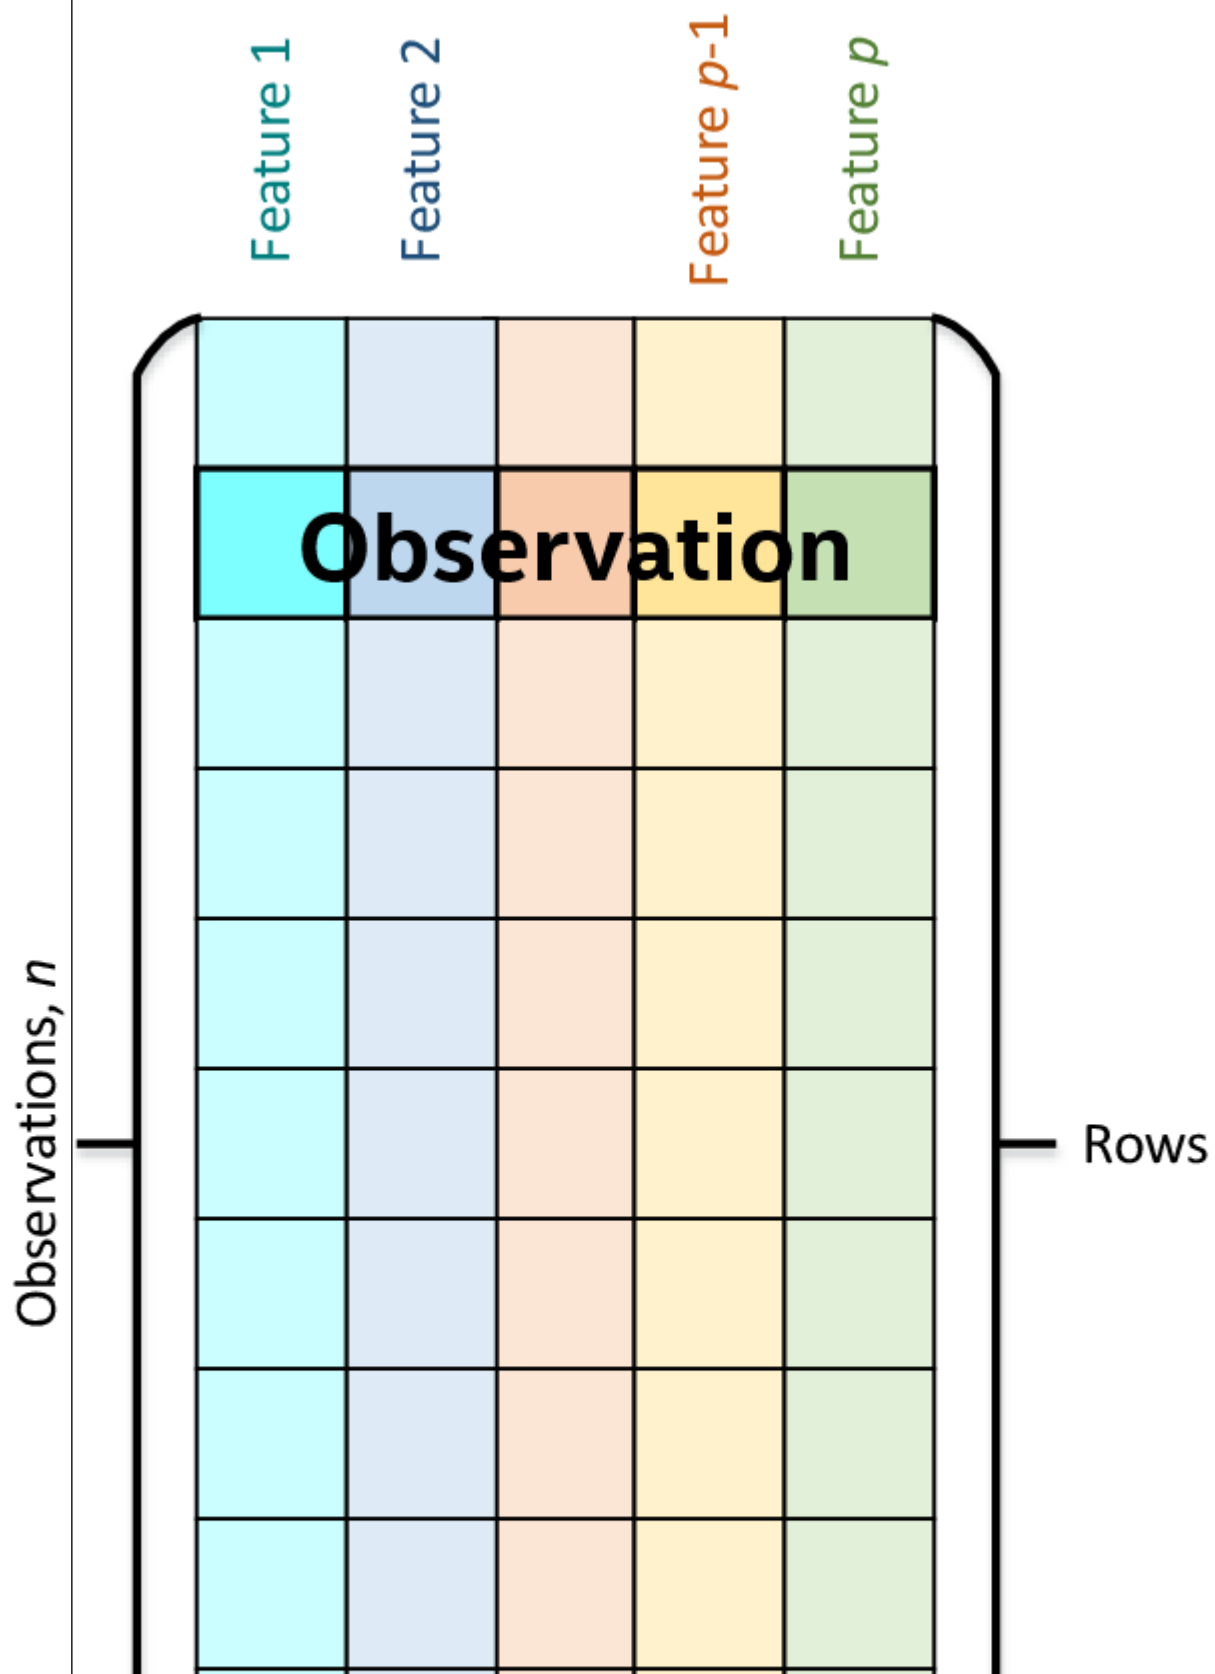 Feature 1
Feature 2
Feature p-1
Feature p
Observation
Observations, n
Rows